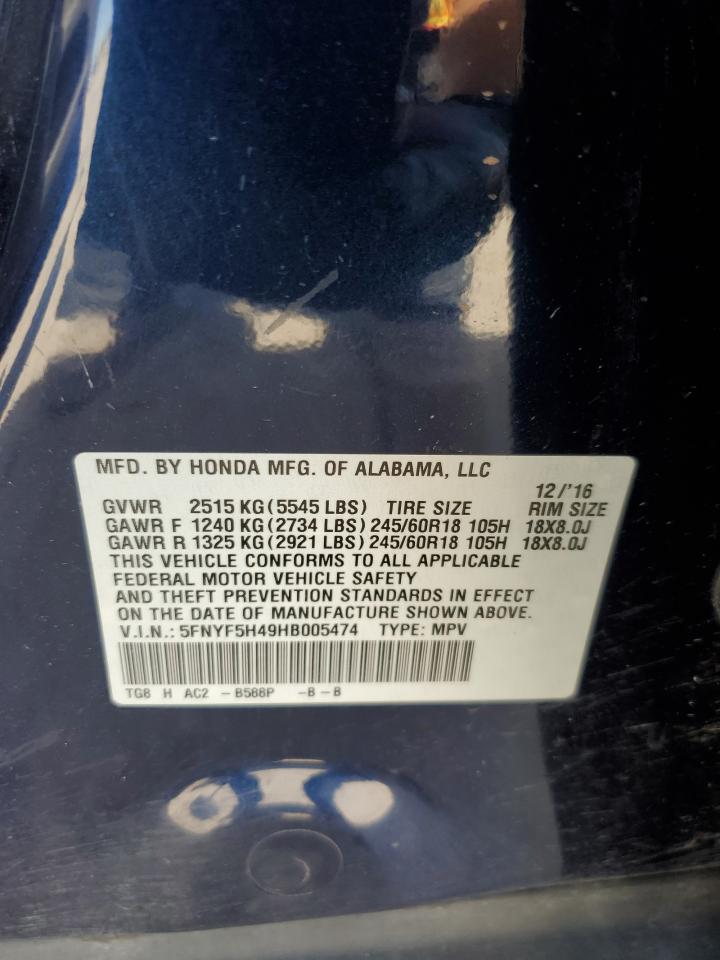 MFD. BY HONDA MFG. OF ALABAMA, LLC
12/'16
GVWR 2515 KG (5545 LBS) TIRE SIZE RIM SIZE
GAWR F 1240 KG (2734 LBS) 245/60R18 105H 18X8.0J
GAWR R 1325 KG (2921 LBS) 245/60R18 105H 18X8.0J
THIS VEHICLE CONFORMS TO ALL APPLICABLE
FEDERAL MOTOR VEHICLE SAFETY
AND THEFT PREVENTION STANDARDS IN EFFECT
ON THE DATE OF MANUFACTURE SHOWN ABOVE.
V.I.N.: 5FNYF5H49HB005474 TYPE: MPV
TG8 H AC2 -B588P -B-B